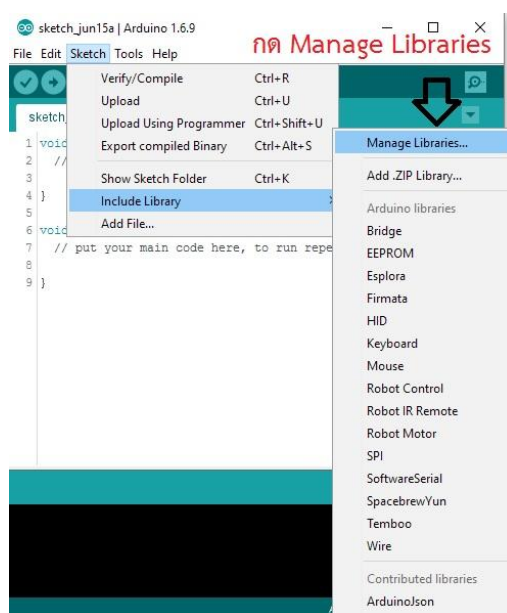 sketch_jun15a | Arduino 1.6.9
กด Manage Libraries
File Edit Sketch Tools Help
Verify/Compile Ctrl+R
Upload Ctrl+U
Upload Using Programmer Ctrl+Shift+U
Export compiled Binary Ctrl+Alt+S
Show Sketch Folder Ctrl+K
Include Library
Add File...
sketch_
1 void
2 //
3
4 }
5
6 void
7 // put your main code here, to run repe
8
9 }
Manage Libraries...
Add .ZIP Library...
Arduino libraries
Bridge
EEPROM
Esplora
Firmata
HID
Keyboard
Mouse
Robot Control
Robot IR Remote
Robot Motor
SPI
SoftwareSerial
SpacebrewYun
Temboo
Wire
Contributed libraries
ArduinoJson